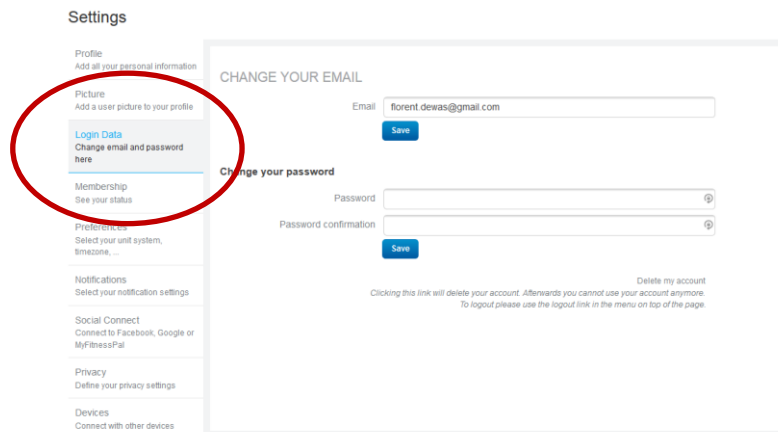 Settings
Profile
Add all your personal information
Picture
Add a user picture to your profile
Login Data
Change email and password
here
Membership
See your status
Preferences
Select your unit system,
timezone, ...
Notifications
Select your notification settings
Social Connect
Connect to Facebook, Google or
MyFitnessPal
Privacy
Define your privacy settings
Devices
Connect with other devices
CHANGE YOUR EMAIL
Email florent.dewas@gmail.com
Save
Change your password
Password
Password confirmation
Save
Delete my account
Clicking this link will delete your account. Afterwards you cannot use your account anymore.
To logout please use the logout link in the menu on top of the page.